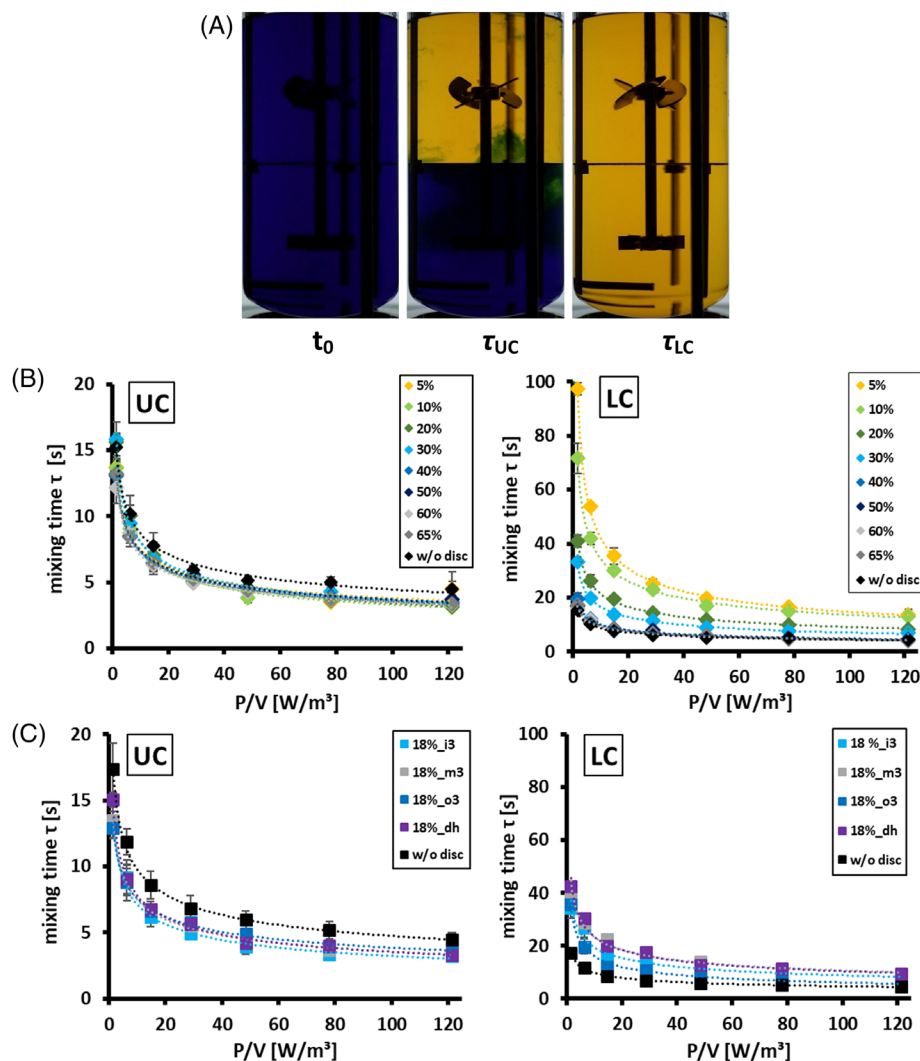 (A)
t0
τUC
τLC
(B)
UC
mixing time τ [s]
20
15
10
5
0
0 20 40 60 80 100 120
P/V [W/m³]
5%
10%
20%
30%
40%
50%
60%
65%
w/o disc
LC
mixing time τ [s]
100
80
60
40
20
0
0 20 40 60 80 100 120
P/V [W/m³]
5%
10%
20%
30%
40%
50%
60%
65%
w/o disc
(C)
UC
mixing time τ [s]
20
15
10
5
0
0 20 40 60 80 100 120
P/V [W/m³]
18%_i3
18%_m3
18%_o3
18%_dh
w/o disc
LC
mixing time τ [s]
100
80
60
40
20
0
0 20 40 60 80 100 120
P/V [W/m³]
18 %_i3
18%_m3
18%_o3
18%_dh
w/o disc